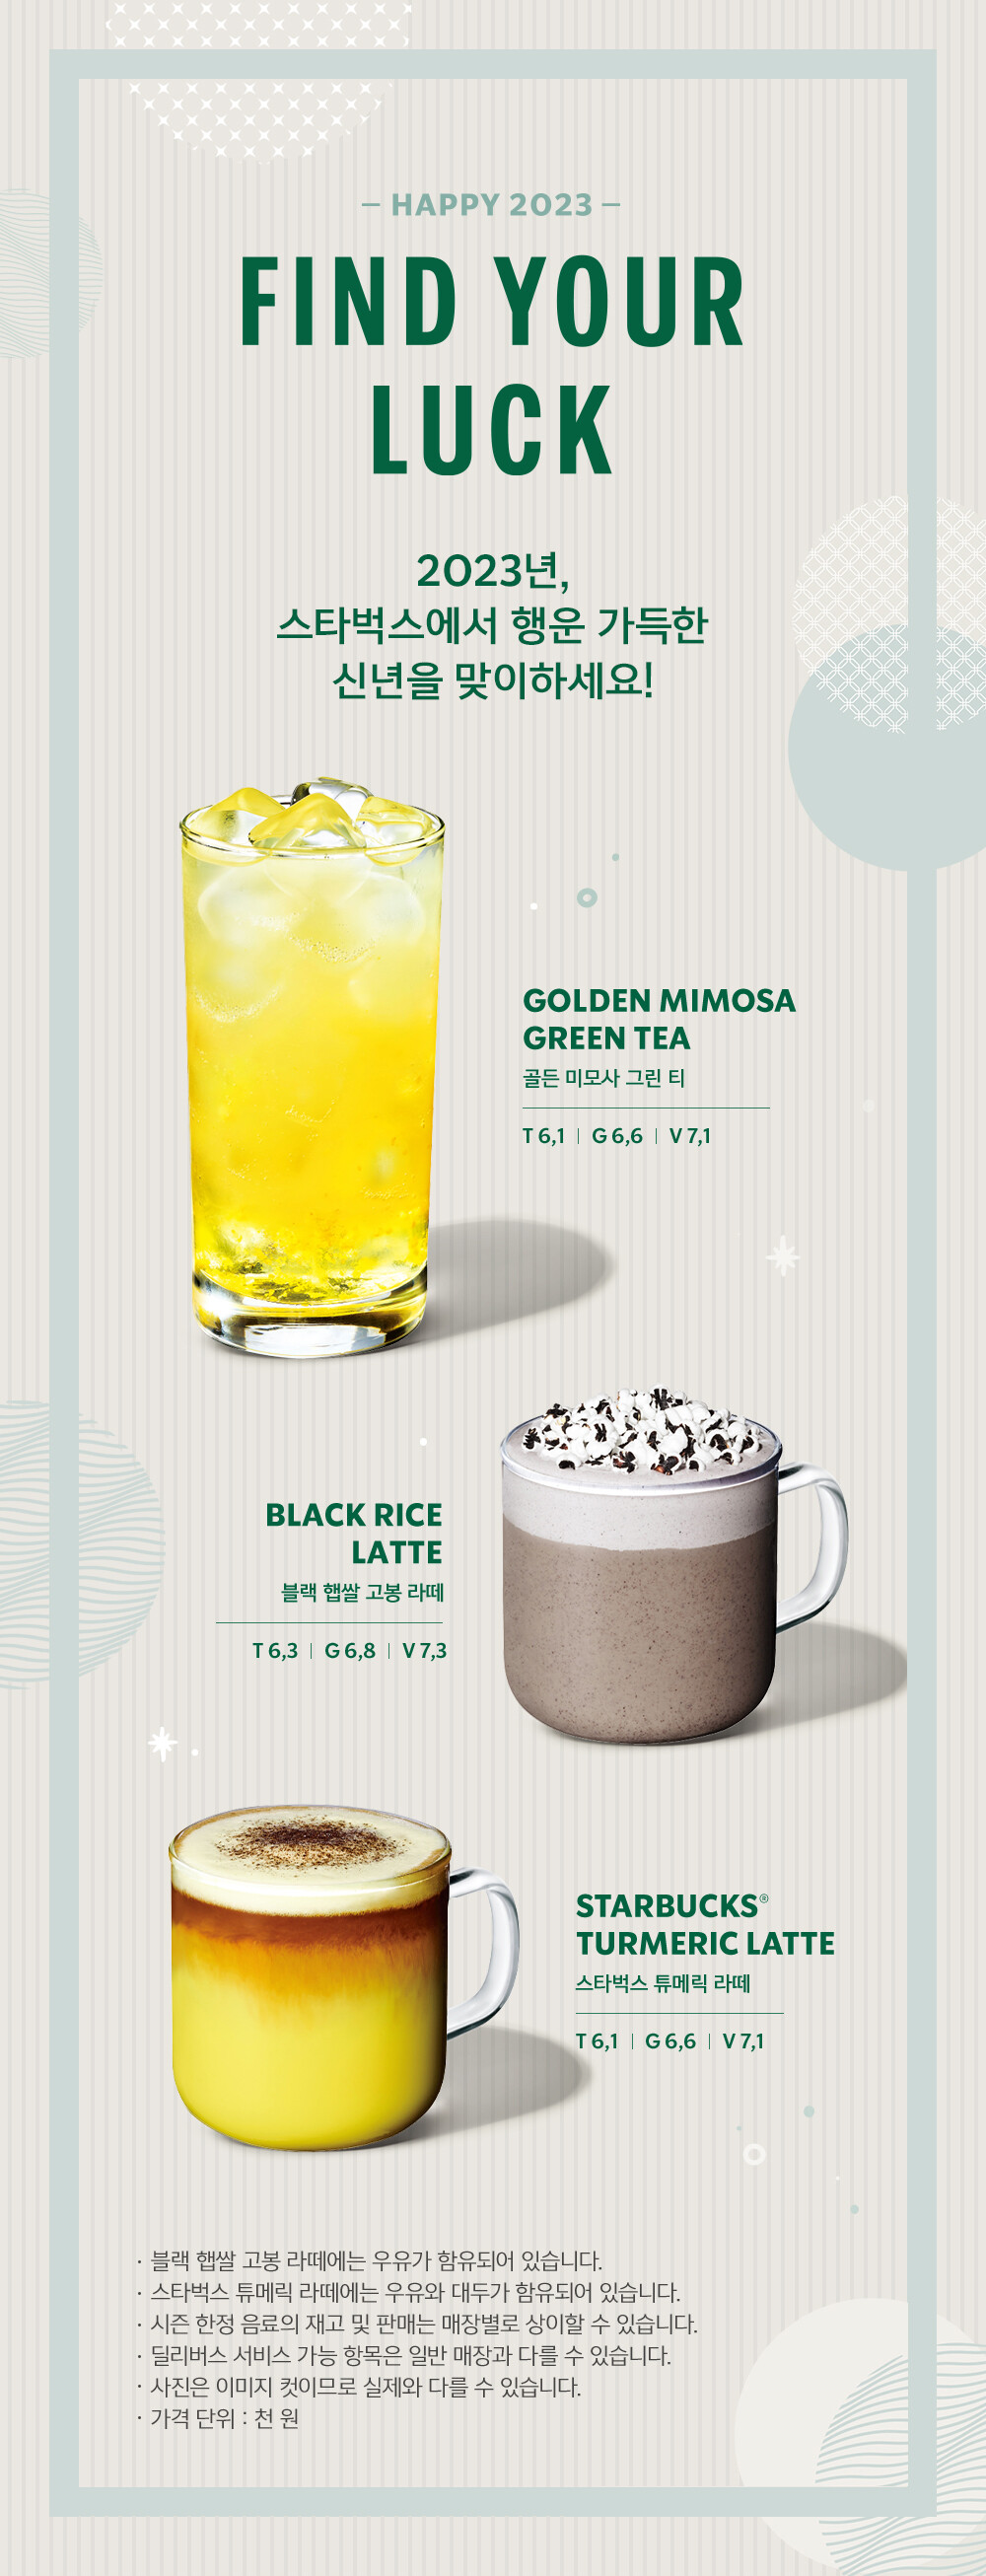 – HAPPY 2023 –
FIND YOUR
LUCK
2023년,
스타벅스에서 행운 가득한
신년을 맞이하세요!
GOLDEN MIMOSA
GREEN TEA
골든 미모사 그린 티
T 6,1 | G 6,6 | V 7,1
BLACK RICE
LATTE
블랙 햅쌀 고봉 라떼
T 6,3 | G 6,8 | V 7,3
STARBUCKS®
TURMERIC LATTE
스타벅스 튜메릭 라떼
T 6,1 | G 6,6 | V 7,1
· 블랙 햅쌀 고봉 라떼에는 우유가 함유되어 있습니다.
· 스타벅스 튜메릭 라떼에는 우유와 대두가 함유되어 있습니다.
· 시즌 한정 음료의 재고 및 판매는 매장별로 상이할 수 있습니다.
· 딜리버스 서비스 가능 항목은 일반 매장과 다를 수 있습니다.
· 사진은 이미지 컷이므로 실제와 다를 수 있습니다.
· 가격 단위 : 천 원